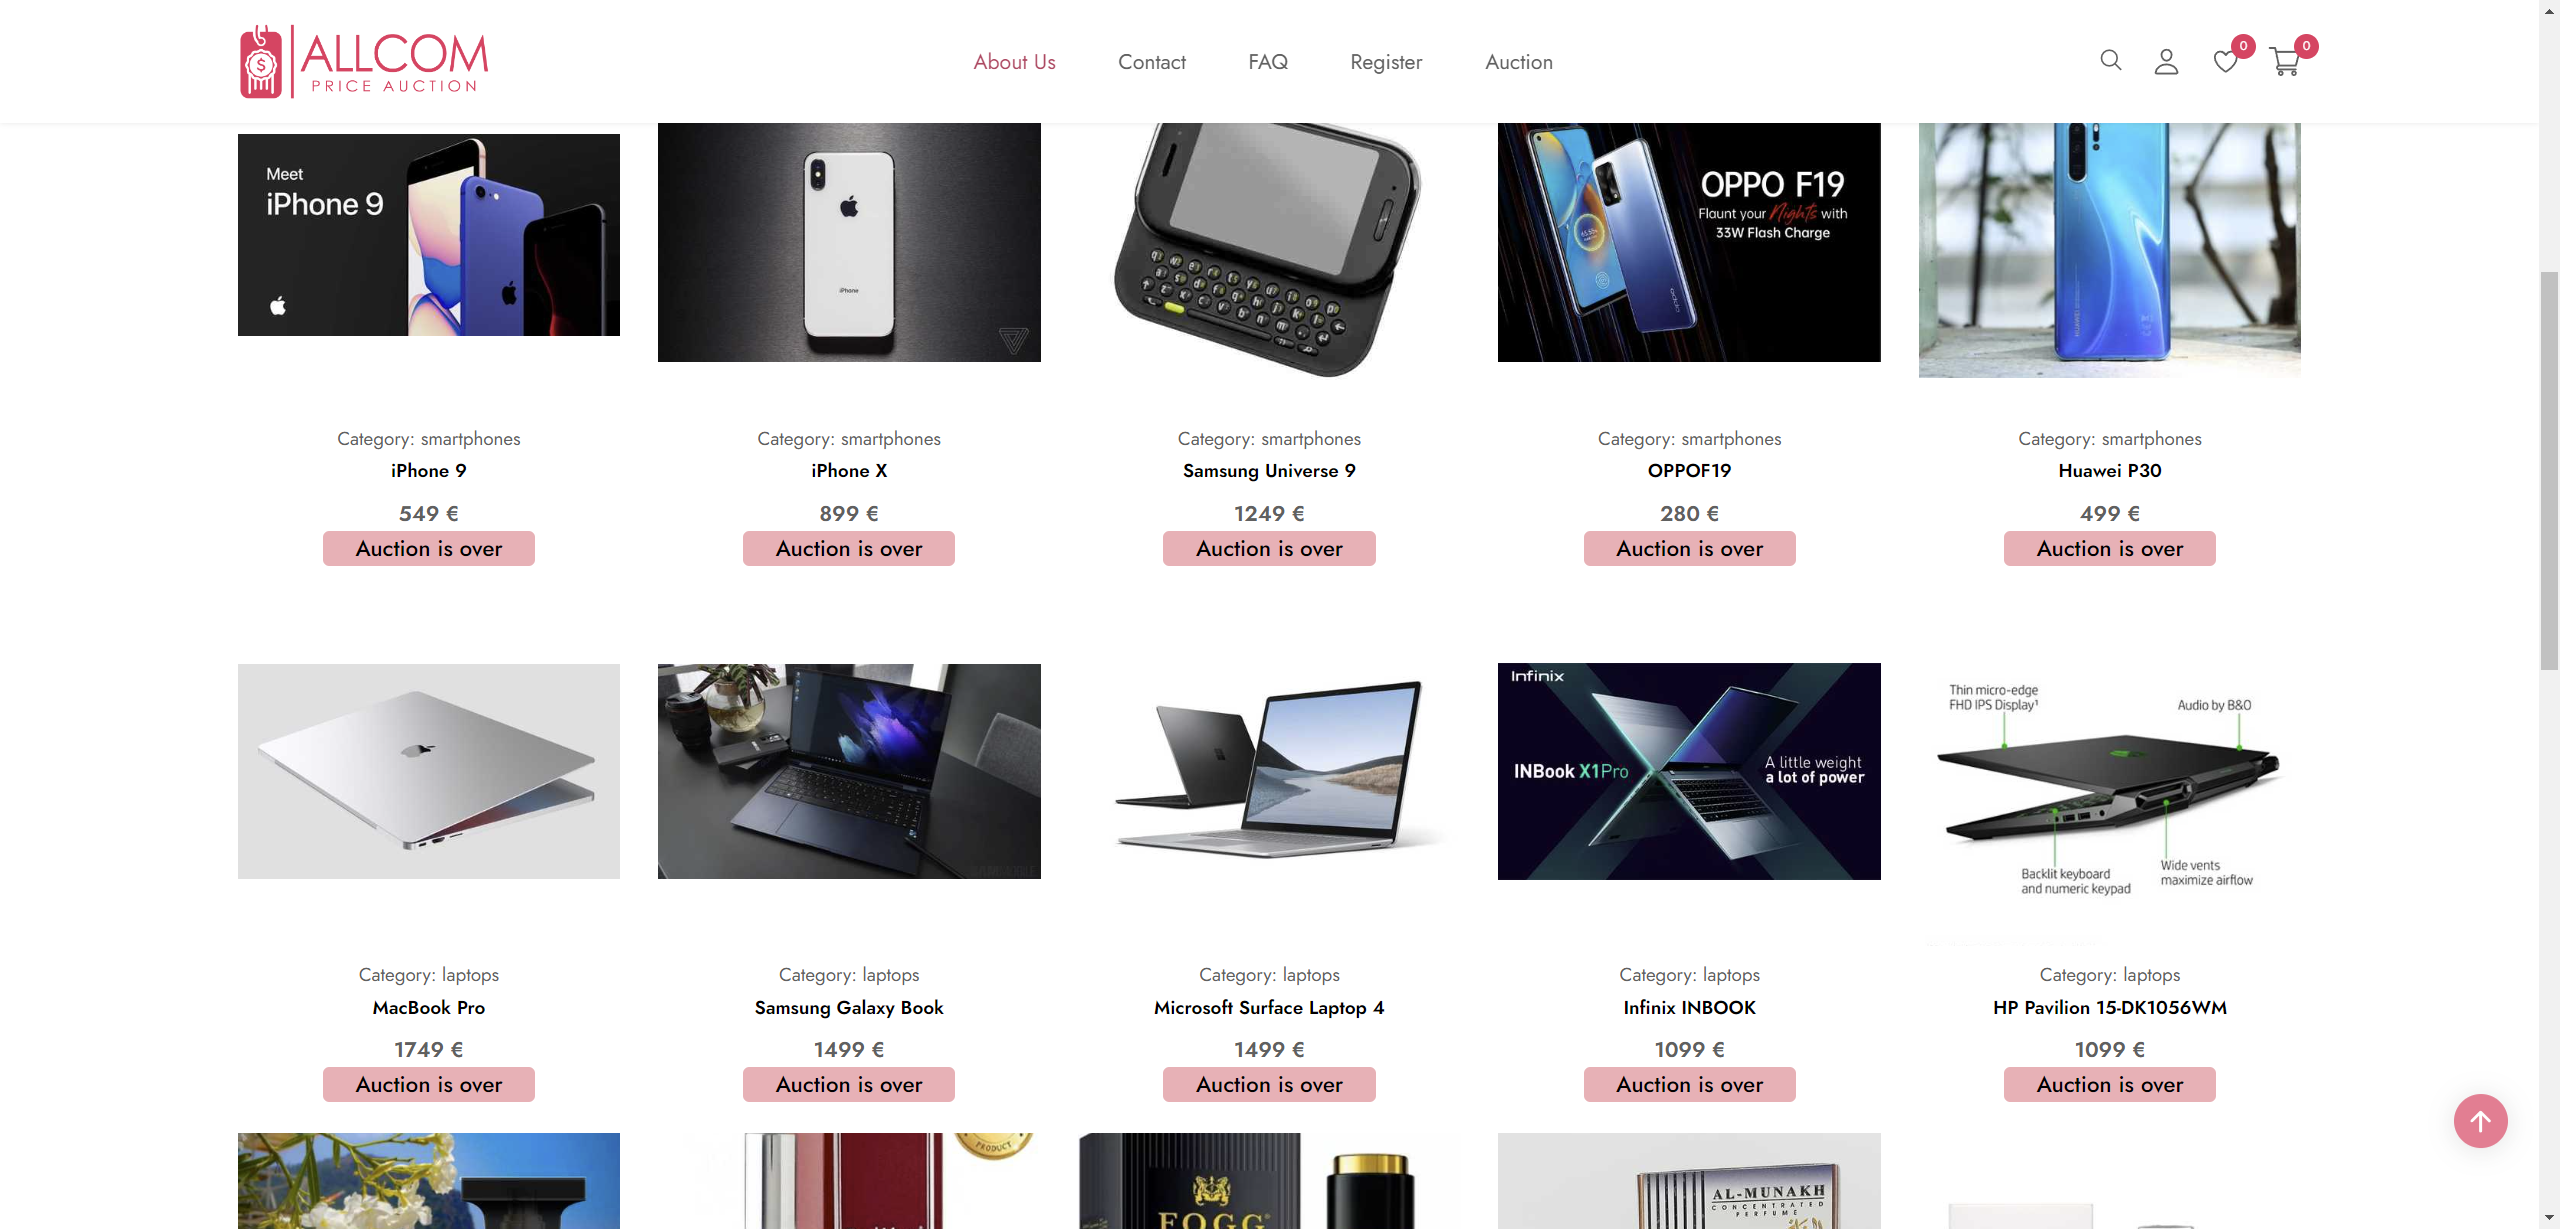 ALLCOM
PRICE AUCTION
About Us
Contact
FAQ
Register
Auction
0
0
Meet
iPhone 9
iPhone
OPPO F19
Flaunt your Nights with
33W Flash Charge
oppo
HUAWEI
Category: smartphones
iPhone 9
549 €
Auction is over
Category: smartphones
iPhone X
899 €
Auction is over
Category: smartphones
Samsung Universe 9
1249 €
Auction is over
Category: smartphones
OPPOF19
280 €
Auction is over
Category: smartphones
Huawei P30
499 €
Auction is over
Infinix
INBook X1Pro
A little weight
a lot of power
Thin micro-edge
FHD IPS Display¹
Audio by B&O
Backlit keyboard
and numeric keypad
Wide vents
maximize airflow
Category: laptops
MacBook Pro
1749 €
Auction is over
Category: laptops
Samsung Galaxy Book
1499 €
Auction is over
Category: laptops
Microsoft Surface Laptop 4
1499 €
Auction is over
Category: laptops
Infinix INBOOK
1099 €
Auction is over
Category: laptops
HP Pavilion 15-DK1056WM
1099 €
Auction is over
PRODUCT
FOGG
AL-MUNAKH
CONCENTRATED
PERFUME